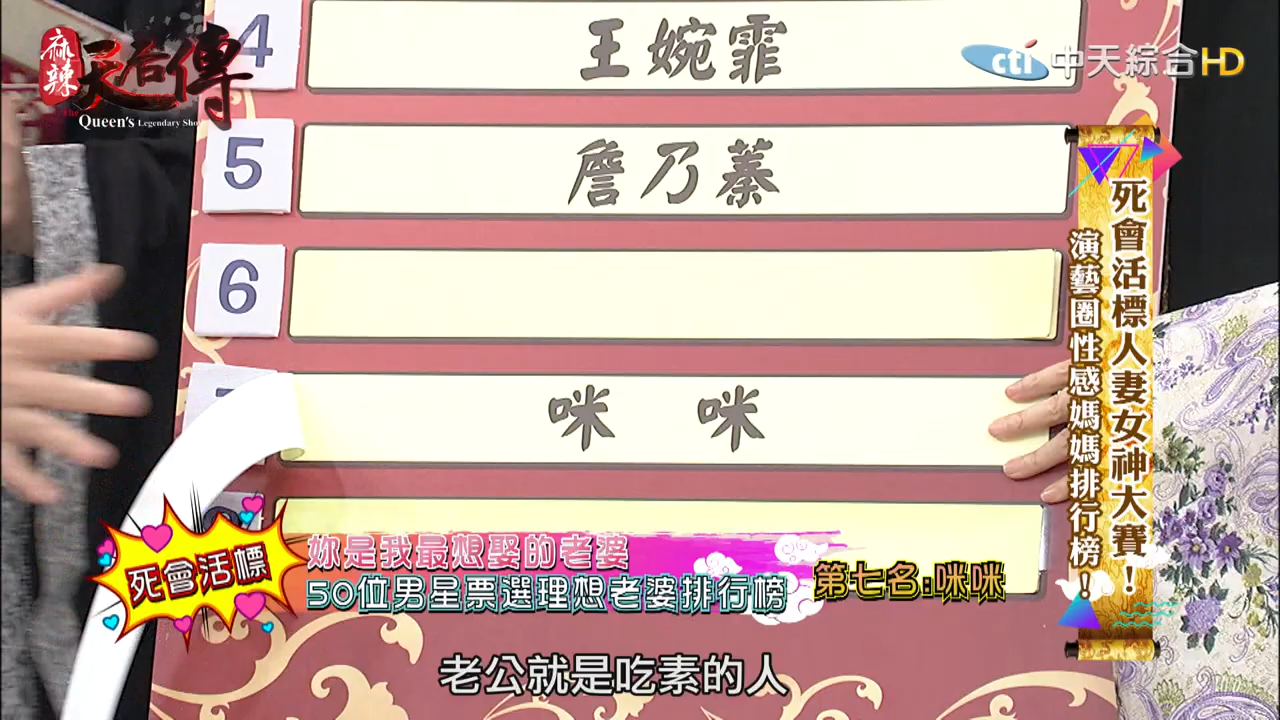 麻辣
天后傳
The Queen's Legendary Show
cti 中天綜合HD
4
王婉霏
5
詹乃蓁
6
咪 咪
死會活標人妻女神大賽！
演藝圈性感媽媽排行榜！
死會活標
妳是我最想娶的老婆
50位男星票選理想老婆排行榜
第七名:咪咪
老公就是吃素的人